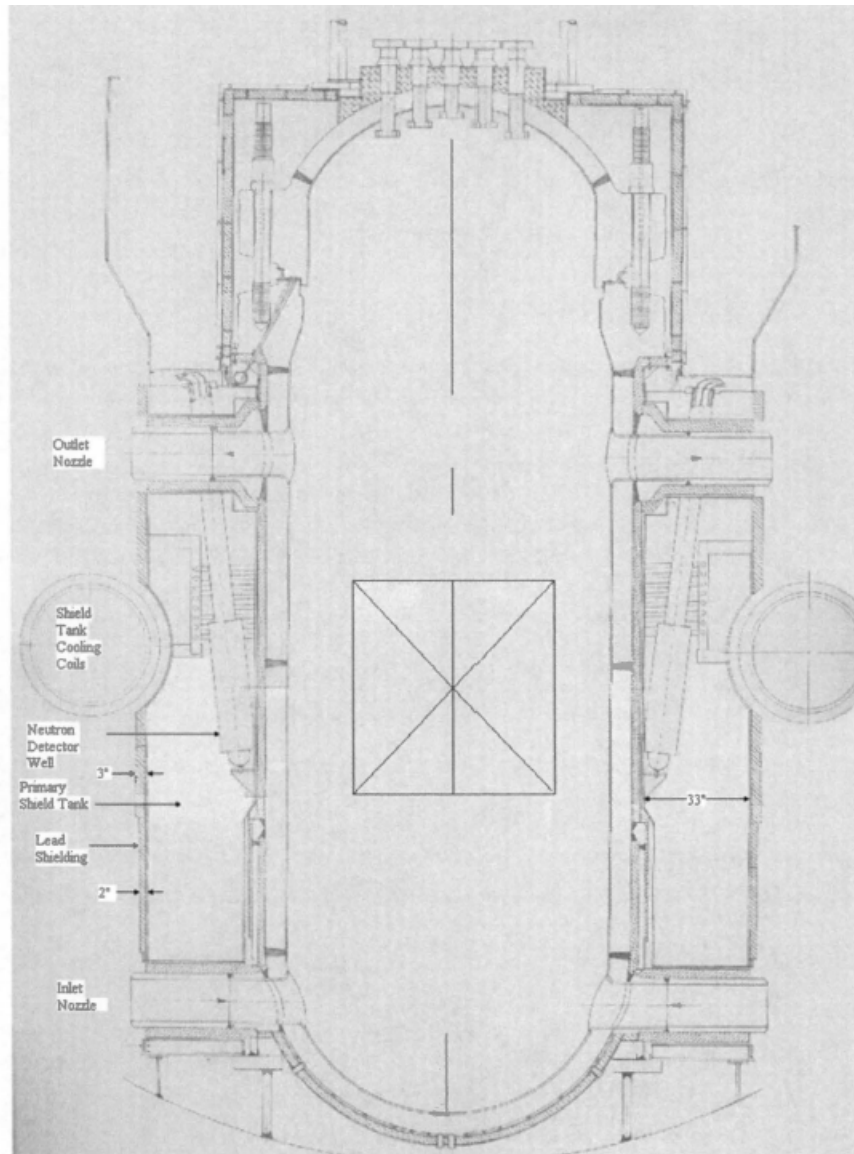 Outlet
Nozzle
Shield
Tank
Cooling
Coils
Neutron
Detector
Well
3"
Primary
Shield Tank
33"
Lead
Shielding
2"
Inlet
Nozzle